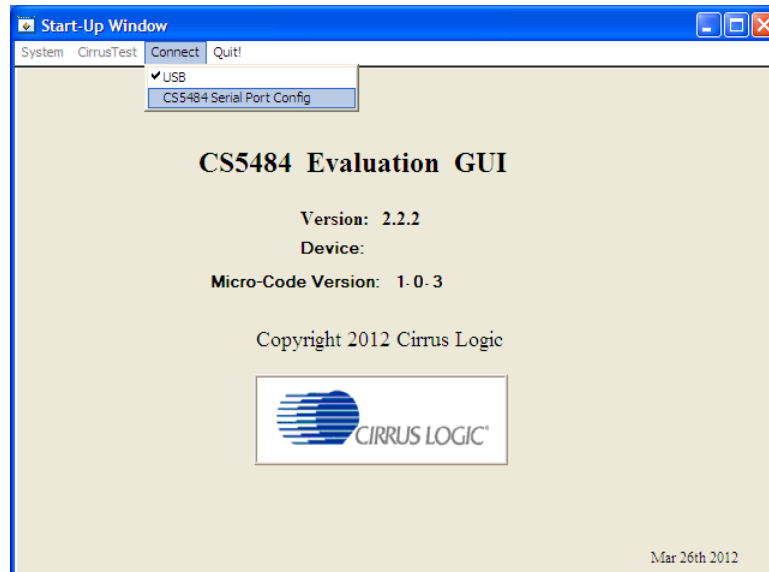 Start-Up Window
System CirrusTest Connect Quit!
USB
CS5484 Serial Port Config
CS5484 Evaluation GUI
Version: 2.2.2
Device:
Micro-Code Version: 1.0.3
Copyright 2012 Cirrus Logic
CIRRUS LOGIC®
Mar 26th 2012